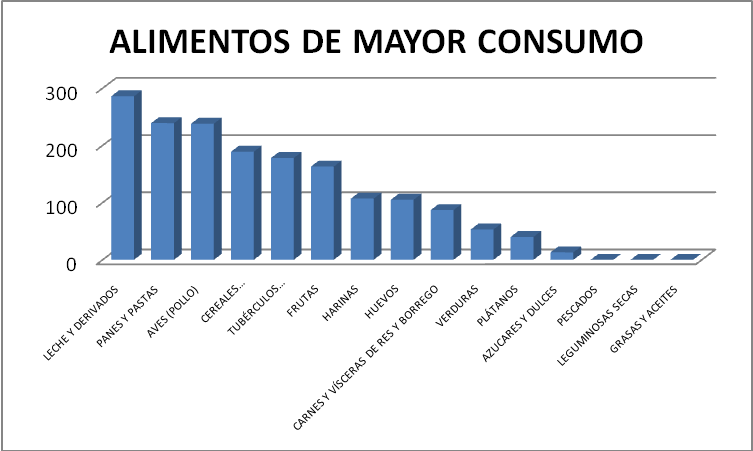 ALIMENTOS DE MAYOR CONSUMO
300
200
100
0
LECHE Y DERIVADOS
PANES Y PASTAS
AVES (POLLO)
CEREALES...
TUBÉRCULOS...
FRUTAS
HARINAS
HUEVOS
CARNES Y VÍSCERAS DE RES Y BORREGO
VERDURAS
PLÁTANOS
AZUCARES Y DULCES
PESCADOS
LEGUMINOSAS SECAS
GRASAS Y ACEITES